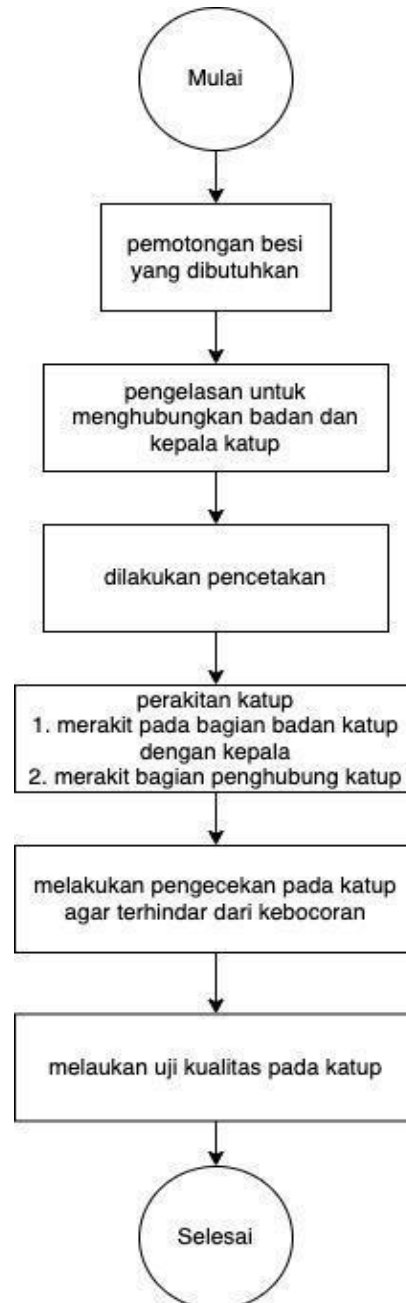 Mulai
pemotongan besi
yang dibutuhkan
pengelasan untuk
menghubungkan badan dan
kepala katup
dilakukan pencetakan
perakitan katup
1. merakit pada bagian badan katup
dengan kepala
2. merakit bagian penghubung katup
melakukan pengecekan pada katup
agar terhindar dari kebocoran
melaukan uji kualitas pada katup
Selesai